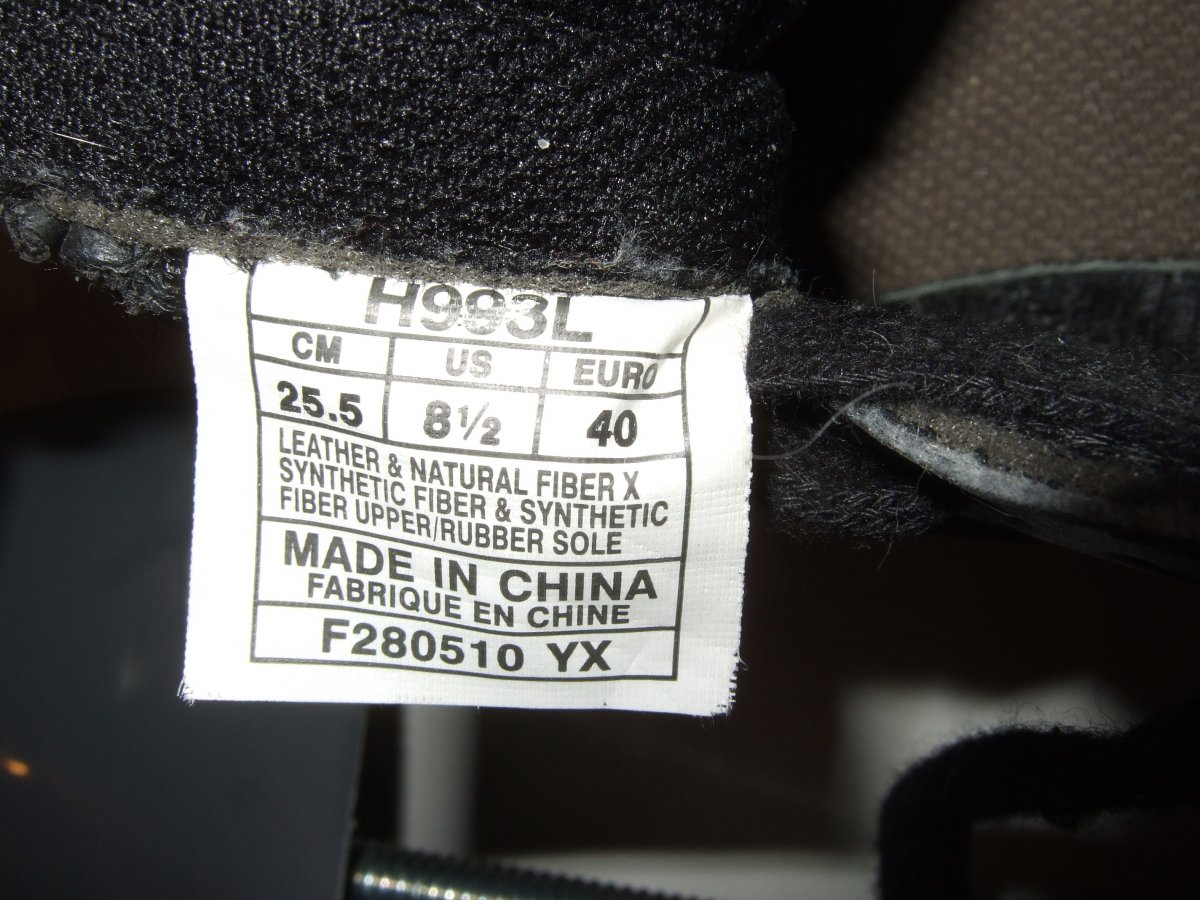 H993L
CM US EURO
25.5 8½ 40
LEATHER & NATURAL FIBER X
SYNTHETIC FIBER & SYNTHETIC
FIBER UPPER/RUBBER SOLE
MADE IN CHINA
FABRIQUE EN CHINE
F280510 YX